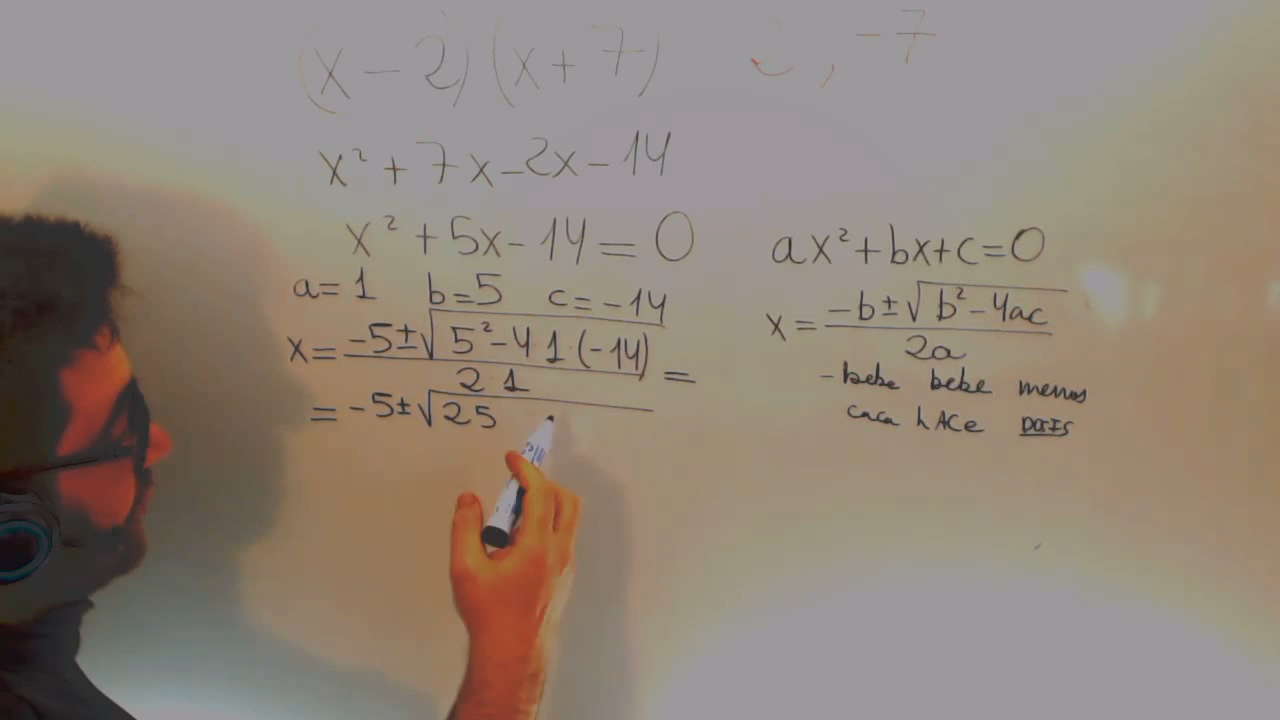 (x-2)(x+7) 2, -7
x²+7x-2x-14
x²+5x-14=0
a=1 b=5 c=-14
x= -5±√5²-4 1 (-14) =
2 1
= -5±√25
ax²+bx+c=0
x= -b±√b²-4ac
2a
-bebe bebe menos
caca hACe